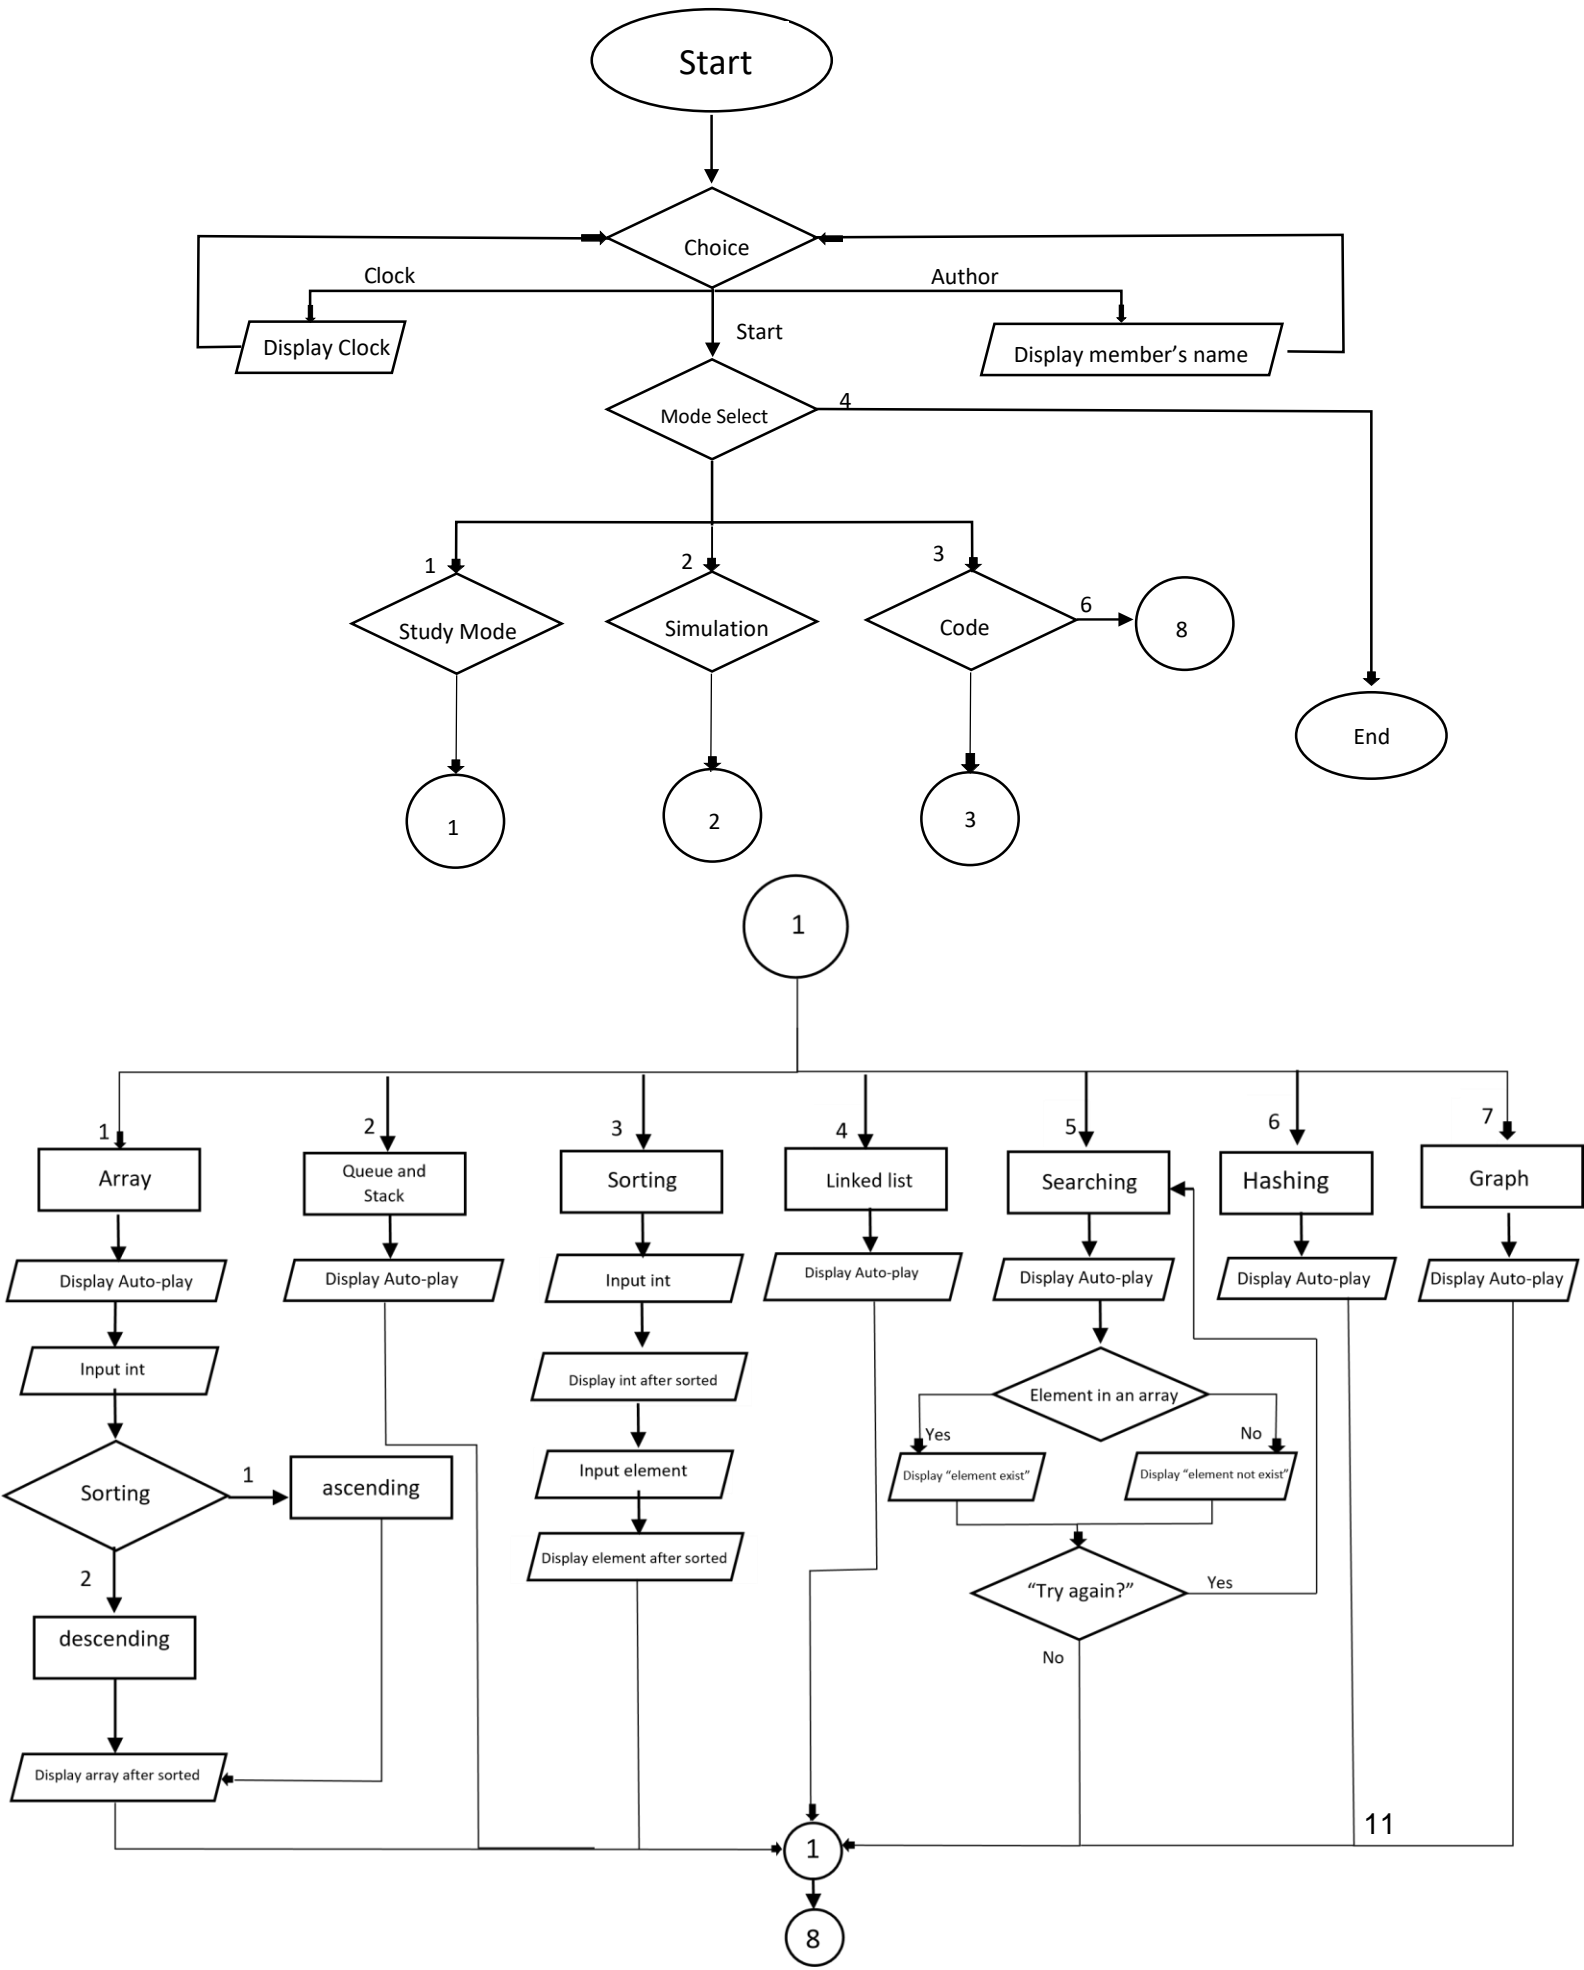 Start
Choice
Clock
Author
Display Clock
Start
Display member's name
Mode Select
4
1
2
3
Study Mode
Simulation
Code
6
8
End
1
2
3
1
1
2
3
4
5
6
7
Array
Queue and
Stack
Sorting
Linked list
Searching
Hashing
Graph
Display Auto-play
Display Auto-play
Input int
Display Auto-play
Display Auto-play
Display Auto-play
Display Auto-play
Input int
Display int after sorted
Element in an array
Yes
No
Sorting
1
ascending
Input element
Display “element exist”
Display “element not exist”
2
Display element after sorted
“Try again?”
Yes
descending
No
Display array after sorted
11
1
8